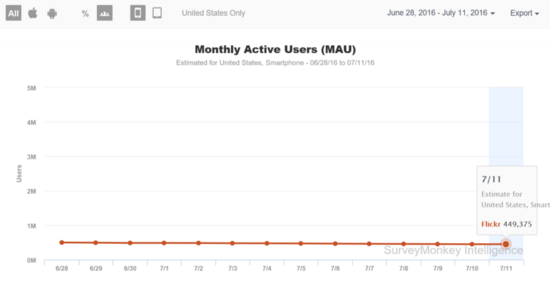 All
%
United States Only
June 28, 2016 - July 11, 2016
Export
Monthly Active Users (MAU)
Estimated for United States, Smartphone - 06/28/16 to 07/11/16
5M
4M
3M
2M
1M
0M
Users
7/11
Estimate for
United States, Smart
Flickr 449,375
SurveyMonkey Intelligence
6/28
6/29
6/30
7/1
7/2
7/3
7/4
7/5
7/6
7/7
7/8
7/9
7/10
7/11